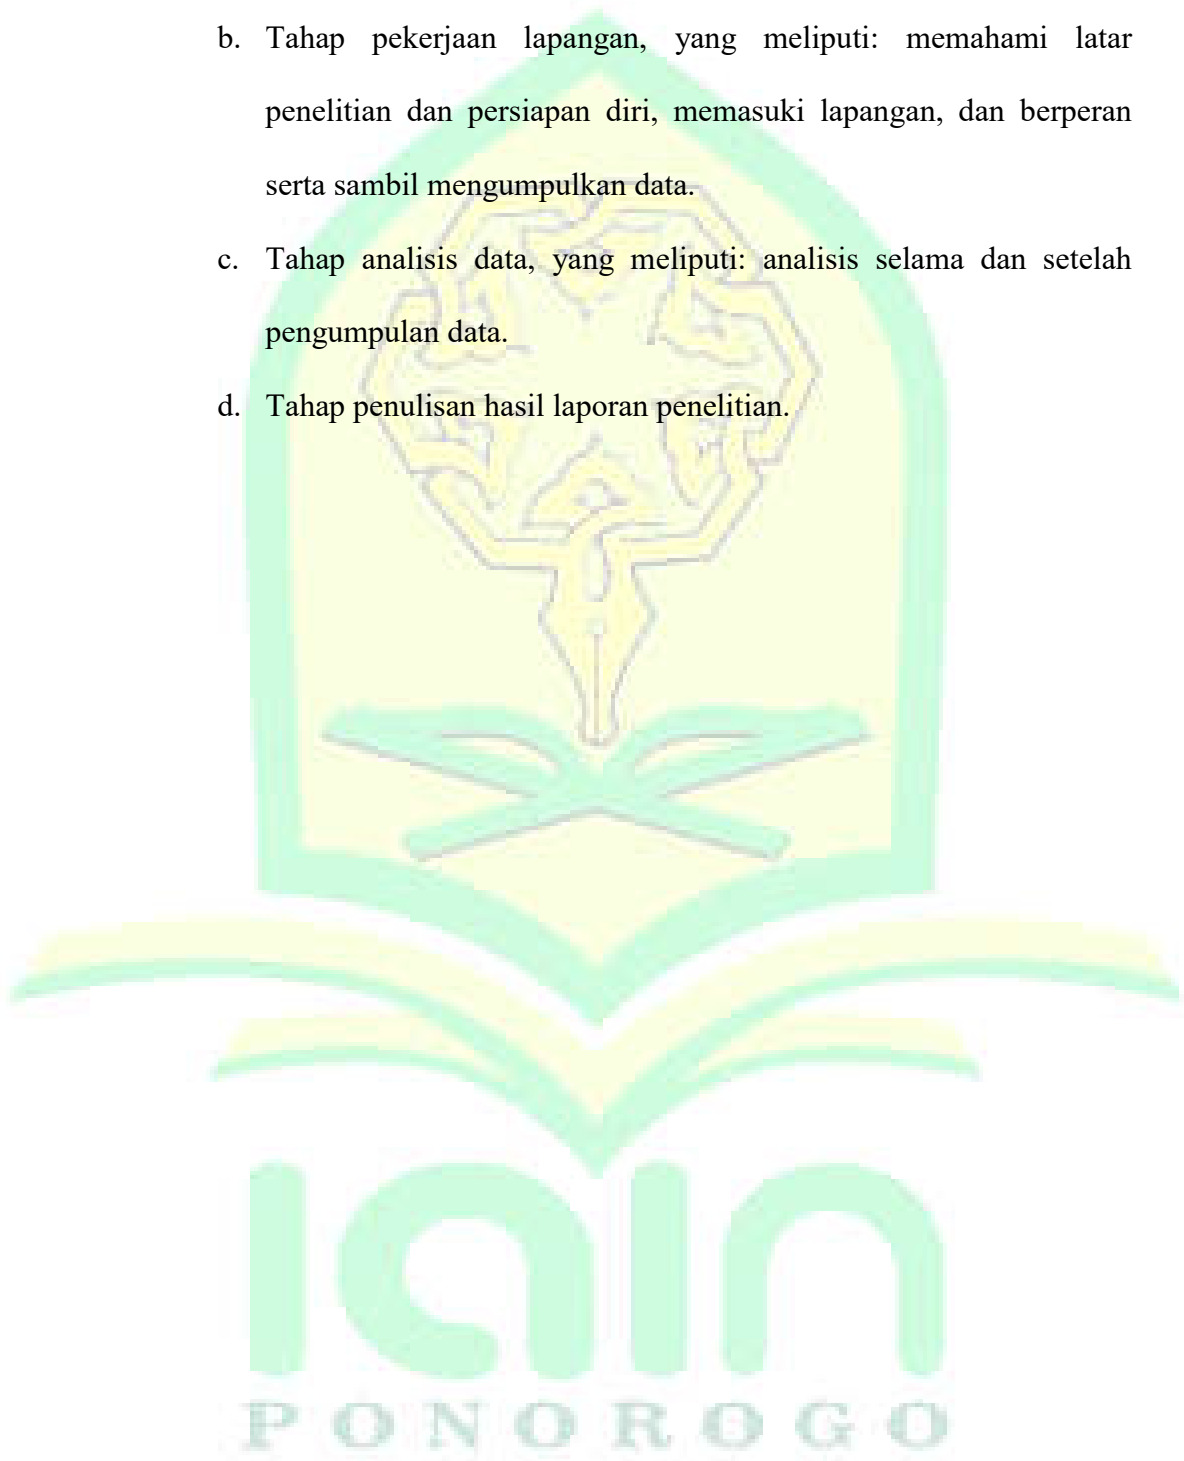 b. Tahap pekerjaan lapangan, yang meliputi: memahami latar
penelitian dan persiapan diri, memasuki lapangan, dan berperan
serta sambil mengumpulkan data.
c. Tahap analisis data, yang meliputi: analisis selama dan setelah
pengumpulan data.
d. Tahap penulisan hasil laporan penelitian.
iain
PONOROGO